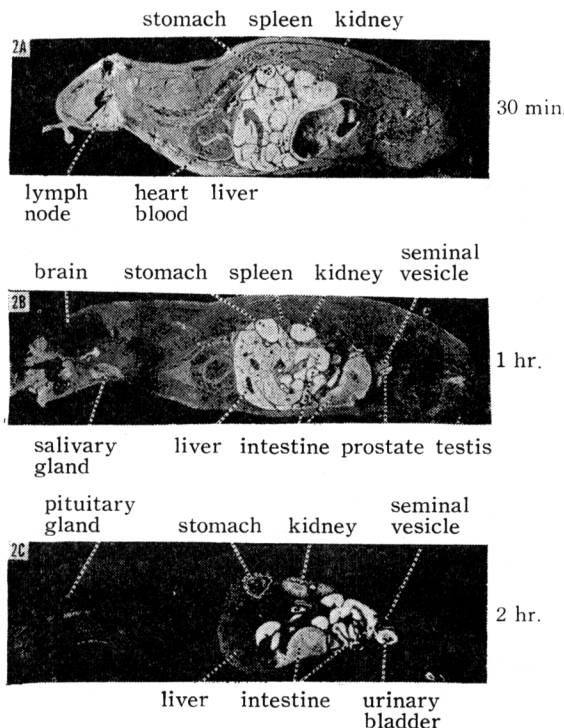 stomach spleen kidney
2A
30 min.
lymph node
heart blood
liver
brain stomach spleen kidney seminal vesicle
2B
1 hr.
salivary gland
liver intestine prostate testis
pituitary gland
stomach kidney
seminal vesicle
2C
2 hr.
liver intestine
urinary bladder